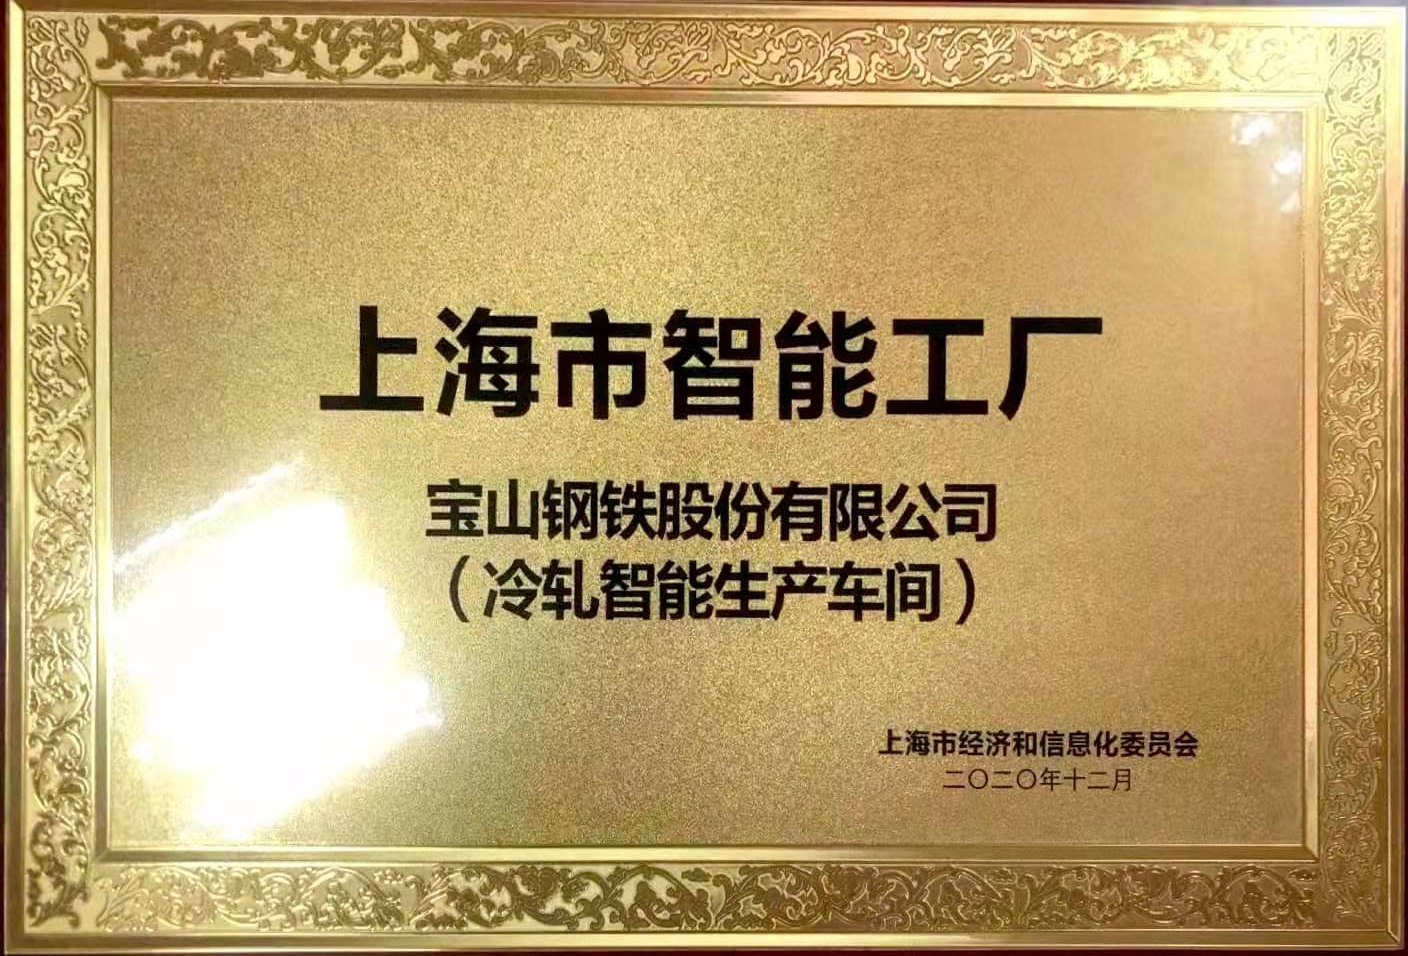 上海市智能工厂
宝山钢铁股份有限公司
（冷轧智能生产车间）
上海市经济和信息化委员会
二〇二〇年十二月